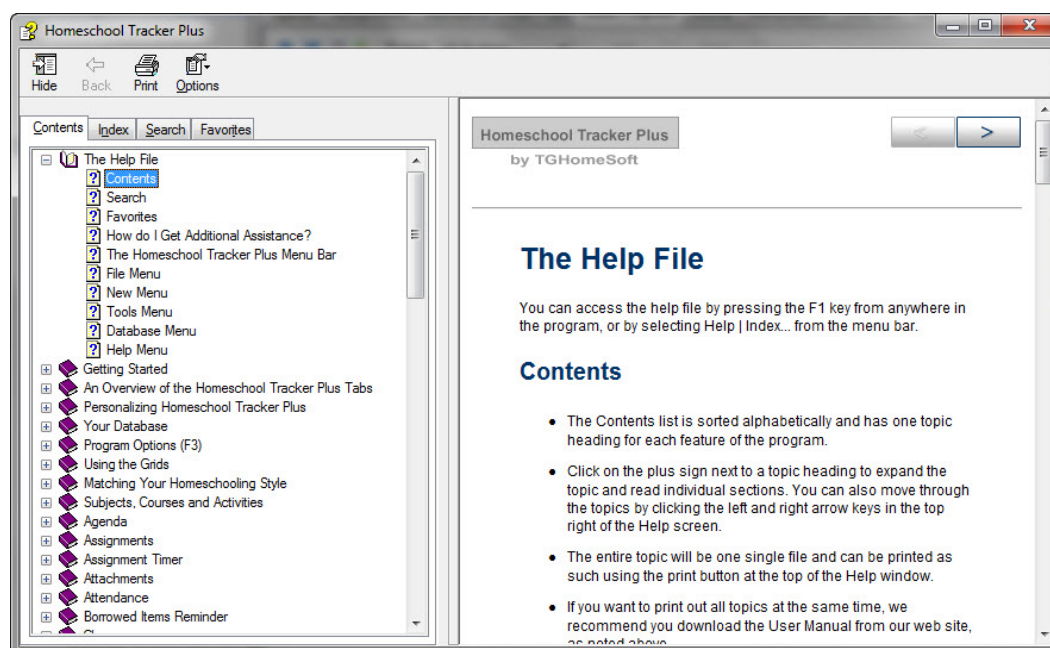 Homeschool Tracker Plus
Hide Back Print Options
Contents Index Search Favorites
The Help File
Contents
Search
Favorites
How do I Get Additional Assistance?
The Homeschool Tracker Plus Menu Bar
File Menu
New Menu
Tools Menu
Database Menu
Help Menu
Getting Started
An Overview of the Homeschool Tracker Plus Tabs
Personalizing Homeschool Tracker Plus
Your Database
Program Options (F3)
Using the Grids
Matching Your Homeschooling Style
Subjects, Courses and Activities
Agenda
Assignments
Assignment Timer
Attachments
Attendance
Borrowed Items Reminder
Homeschool Tracker Plus
by TGHomeSoft
< >
The Help File
You can access the help file by pressing the F1 key from anywhere in
the program, or by selecting Help | Index... from the menu bar.
Contents
• The Contents list is sorted alphabetically and has one topic
heading for each feature of the program.
• Click on the plus sign next to a topic heading to expand the
topic and read individual sections. You can also move through
the topics by clicking the left and right arrow keys in the top
right of the Help screen.
• The entire topic will be one single file and can be printed as
such using the print button at the top of the Help window.
• If you want to print out all topics at the same time, we
recommend you download the User Manual from our web site,
as noted above